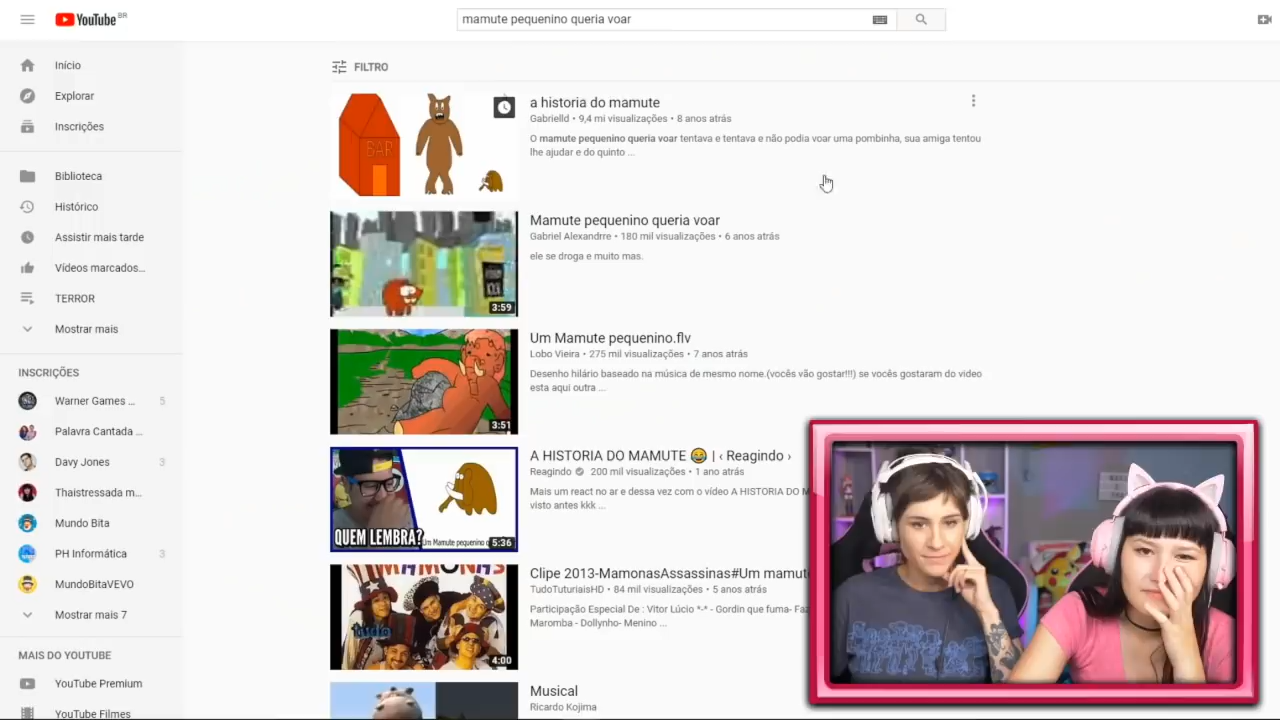 YouTube BR
mamute pequenino queria voar
Início
Explorar
Inscrições
Biblioteca
Histórico
Assistir mais tarde
Vídeos marcados...
TERROR
Mostrar mais
INSCRIÇÕES
Warner Games ... 5
Palavra Cantada ...
Davy Jones 3
Thaistressada m...
Mundo Bita
PH Informática 3
MundoBitaVEVO
Mostrar mais 7
MAIS DO YOUTUBE
YouTube Premium
YouTube Filmes
FILTRO
BAR
a historia do mamute
Gabrielld • 9,4 mi visualizações • 8 anos atrás
O mamute pequenino queria voar tentava e tentava e não podia voar uma pombinha, sua amiga tentou
lhe ajudar e do quinto ...
3:59
Mamute pequenino queria voar
Gabriel Alexandrre • 180 mil visualizações • 6 anos atrás
ele se droga e muito mas.
3:51
Um Mamute pequenino.flv
Lobo Vieira • 275 mil visualizações • 7 anos atrás
Desenho hilário baseado na música de mesmo nome.(vocês vão gostar!!!) se vocês gostaram do video
esta aqui outra ...
QUEM LEMBRA?
Um Mamute pequenino q
5:36
A HISTORIA DO MAMUTE 😂 | ‹ Reagindo ›
Reagindo 200 mil visualizações • 1 ano atrás
Mais um react no ar e dessa vez com o vídeo A HISTORIA DO M
visto antes kkk ...
MAMONAS
4:00
Clipe 2013-MamonasAssassinas#Um mamut
TudoTuturiaisHD • 84 mil visualizações • 5 anos atrás
Participação Especial De : Vitor Lúcio *-* - Gordin que fuma- Faz
Maromba - Dollynho- Menino ...
Musical
Ricardo Kojima